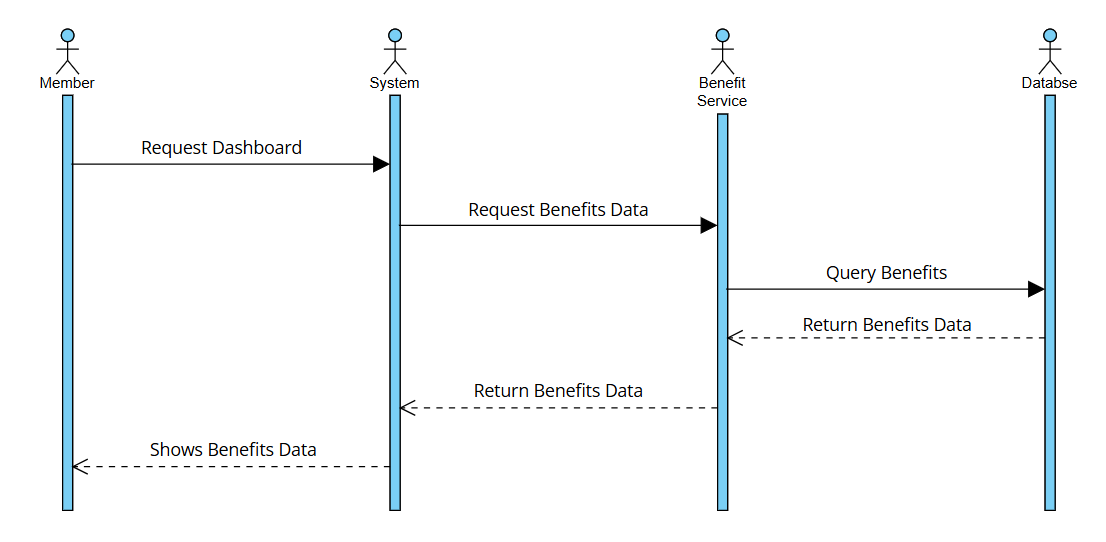 Member
System
Benefit
Service
Databse
Request Dashboard
Request Benefits Data
Query Benefits
Return Benefits Data
Return Benefits Data
Shows Benefits Data